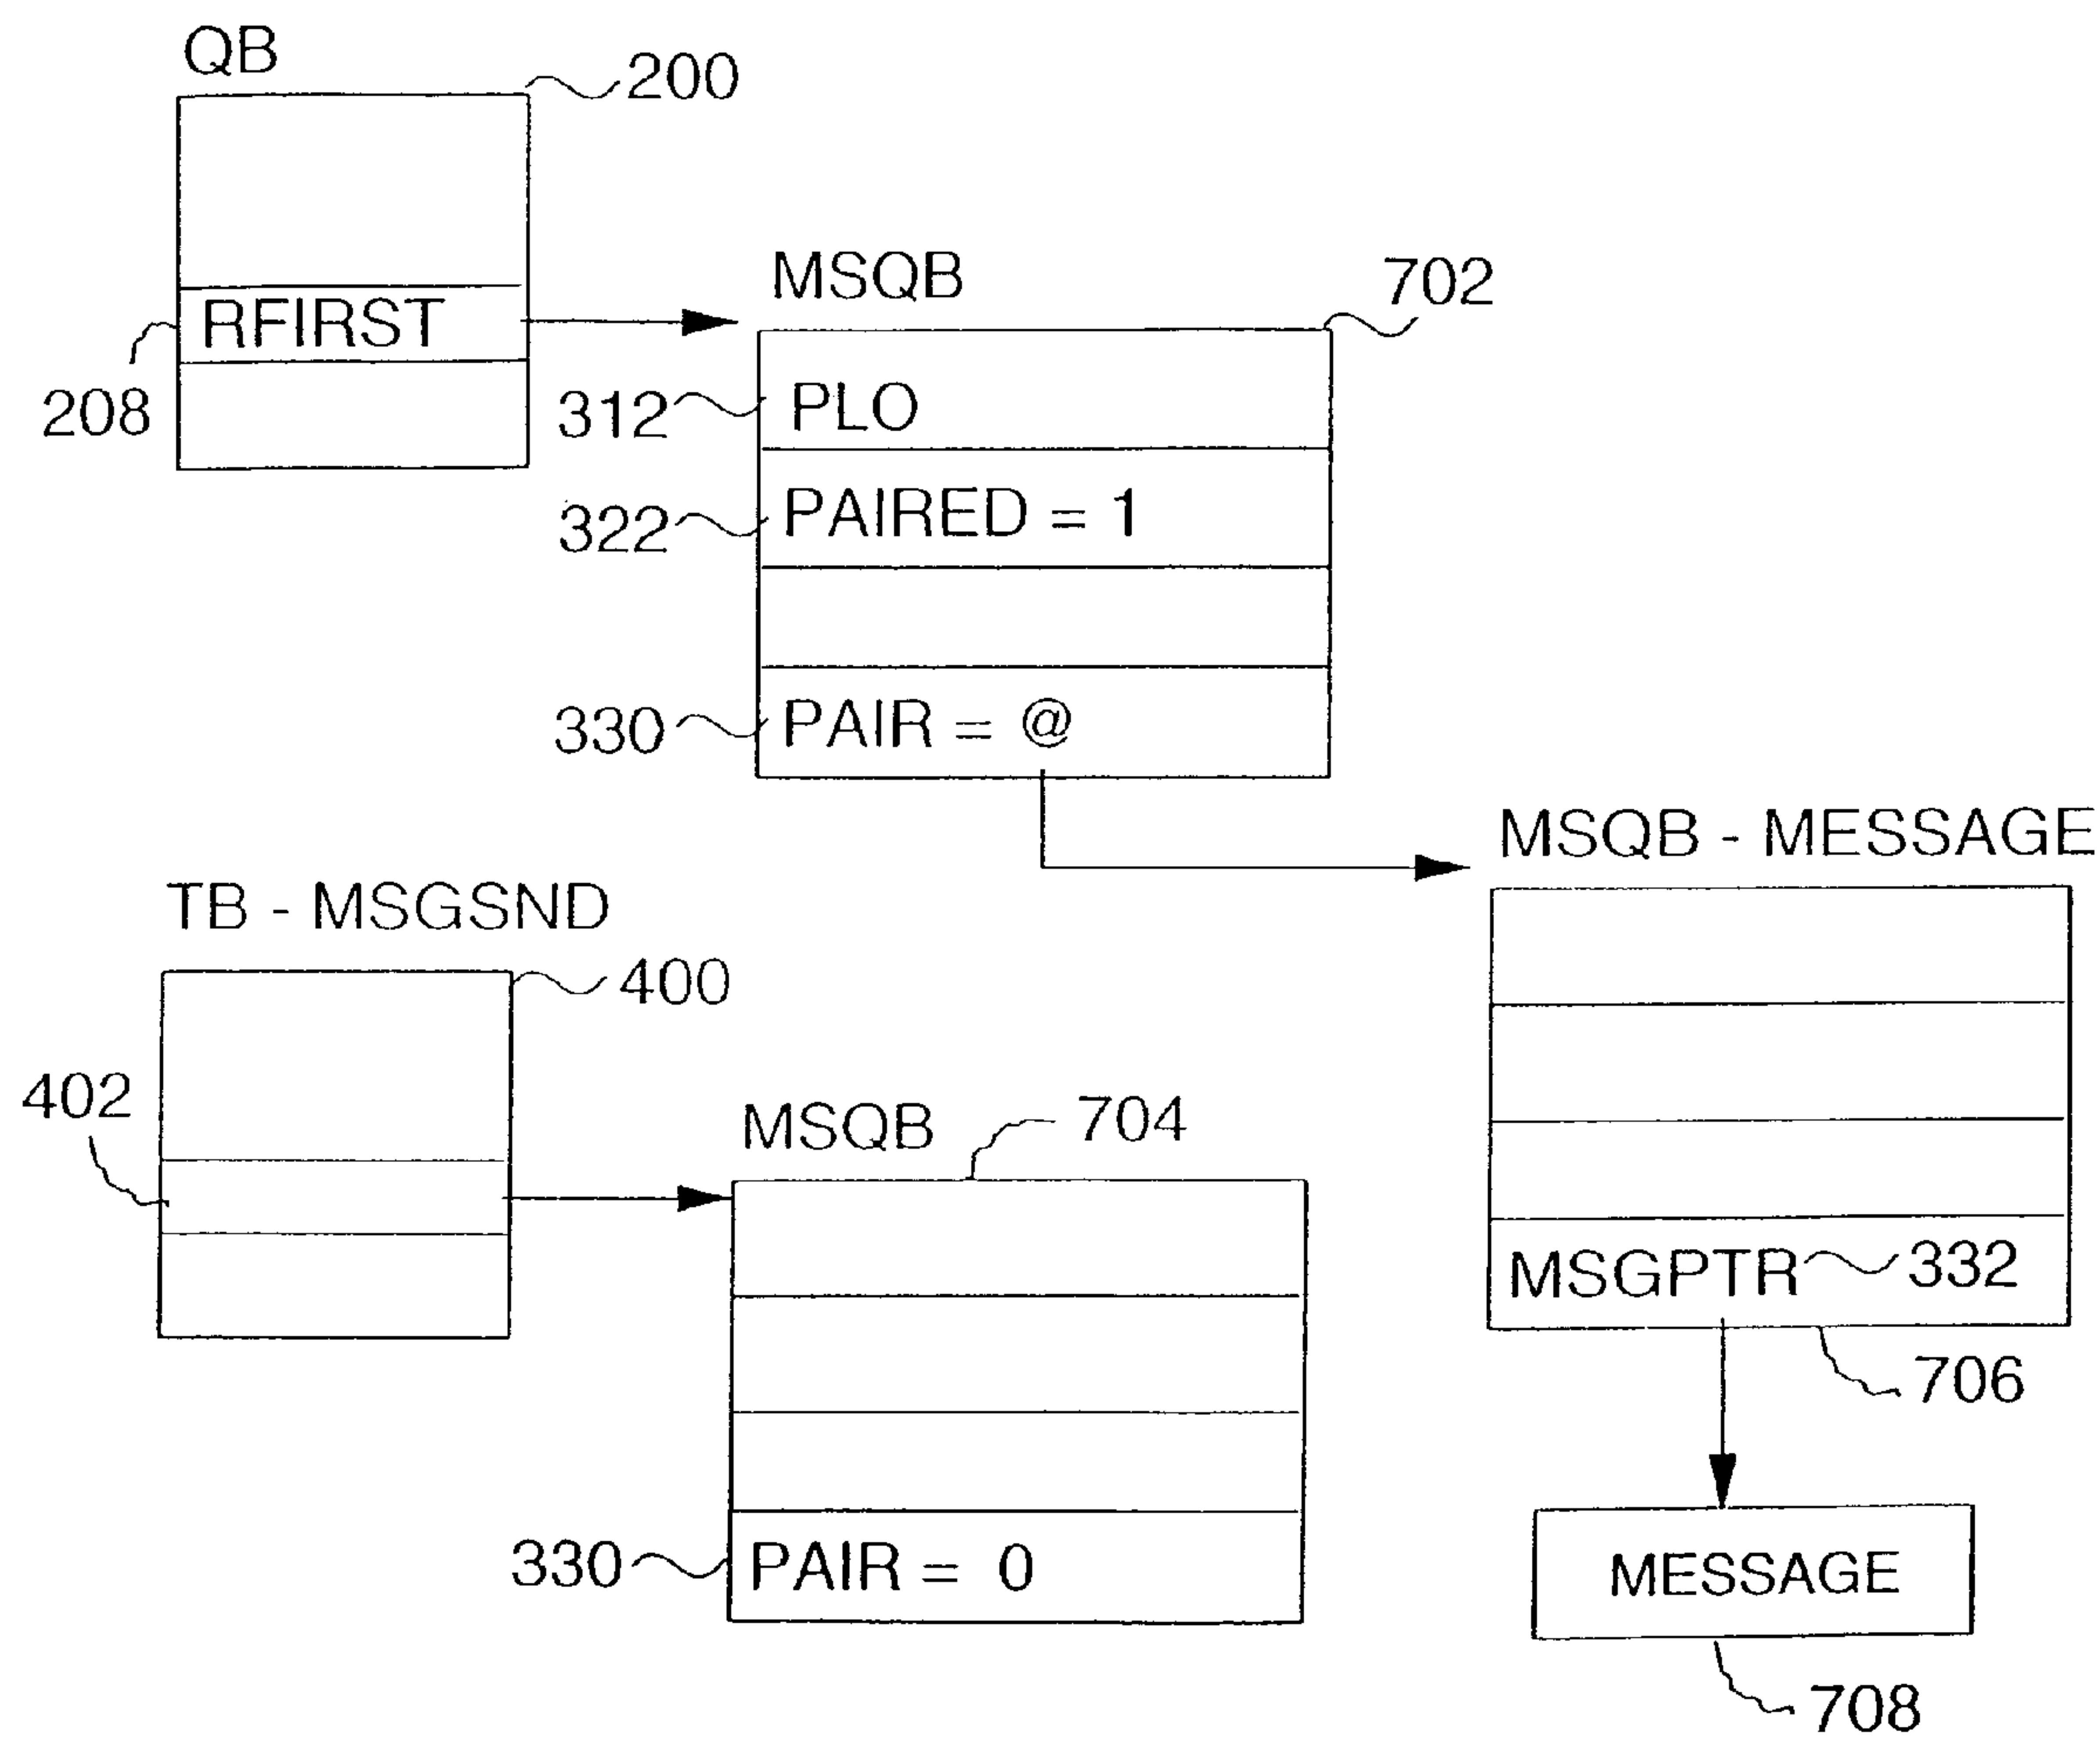 QB
200
RFIRST
208
MSQB
702
312
PLO
322
PAIRED = 1
330
PAIR = @
MSQB - MESSAGE
MSGPTR
332
706
MESSAGE
708
TB - MSGSND
400
402
MSQB
704
330
PAIR = 0